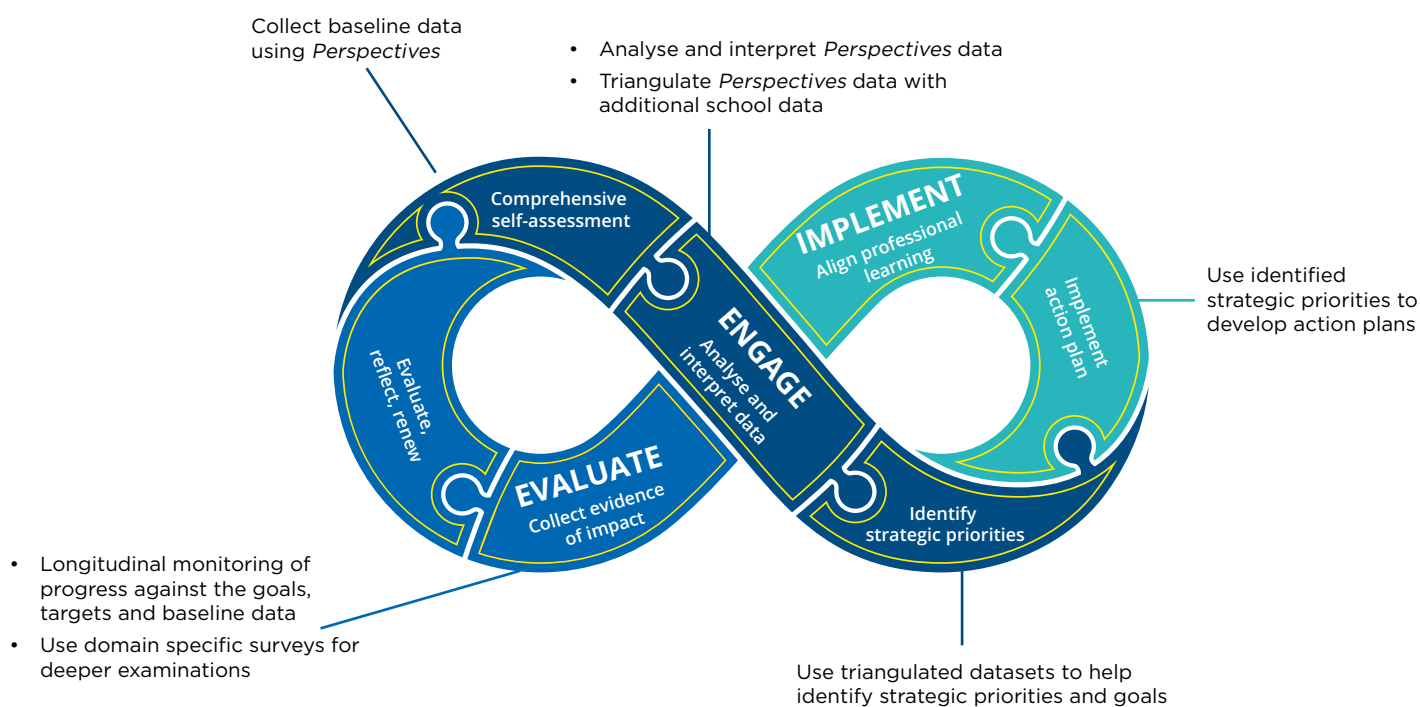 Collect baseline data
using Perspectives
• Analyse and interpret Perspectives data
• Triangulate Perspectives data with
additional school data
Comprehensive
self-assessment
ENGAGE
Analyse and
interpret data
Identify
strategic priorities
IMPLEMENT
Align professional
learning
Implement
action plan
Use identified
strategic priorities to
develop action plans
Evaluate,
reflect, renew
EVALUATE
Collect evidence
of impact
• Longitudinal monitoring of
progress against the goals,
targets and baseline data
• Use domain specific surveys for
deeper examinations
Use triangulated datasets to help
identify strategic priorities and goals